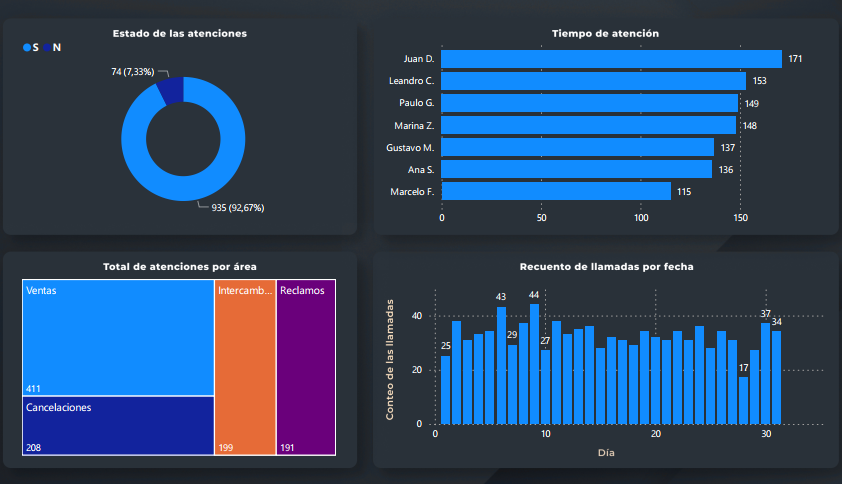 Estado de las atenciones
S N
74 (7,33%)
935 (92,67%)
Tiempo de atención
Juan D. 171
Leandro C. 153
Paulo G. 149
Marina Z. 148
Gustavo M. 137
Ana S. 136
Marcelo F. 115
0 50 100 150
Total de atenciones por área
Ventas
411
Cancelaciones
208
Intercamb...
199
Reclamos
191
Recuento de llamadas por fecha
Conteo de las llamadas
40
20
0
25
43
29
44
27
17
37
34
0 10 20 30
Día